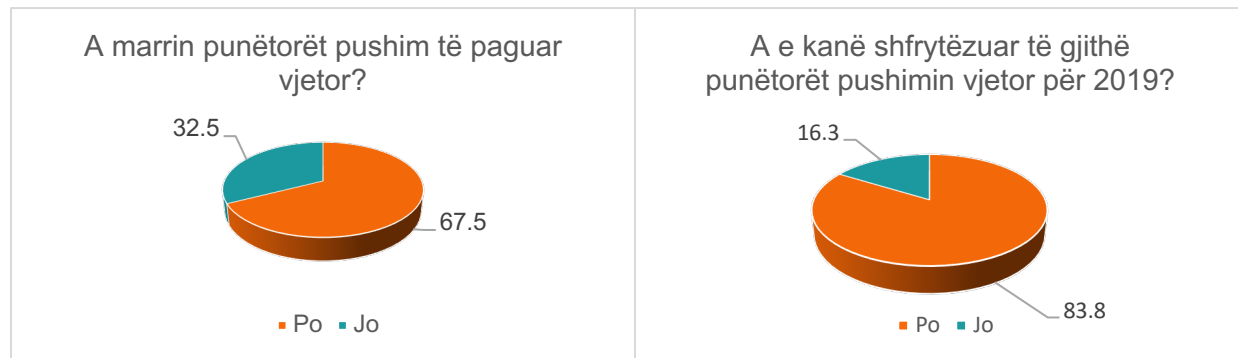 A marrin punëtorët pushim të paguar
vjetor?
32.5
67.5
Po Jo
A e kanë shfrytëzuar të gjithë
punëtorët pushimin vjetor për 2019?
16.3
83.8
Po Jo